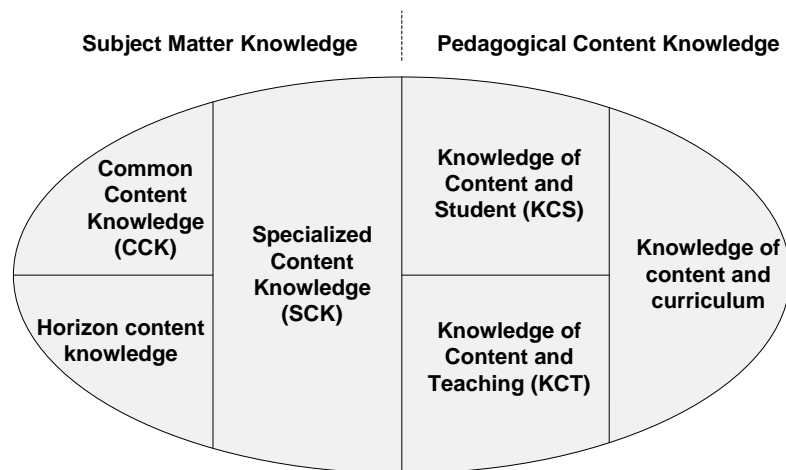 Subject Matter Knowledge
Pedagogical Content Knowledge
Common
Content
Knowledge
(CCK)
Horizon content
knowledge
Specialized
Content
Knowledge
(SCK)
Knowledge of
Content and
Student (KCS)
Knowledge of
Content and
Teaching (KCT)
Knowledge of
content and
curriculum